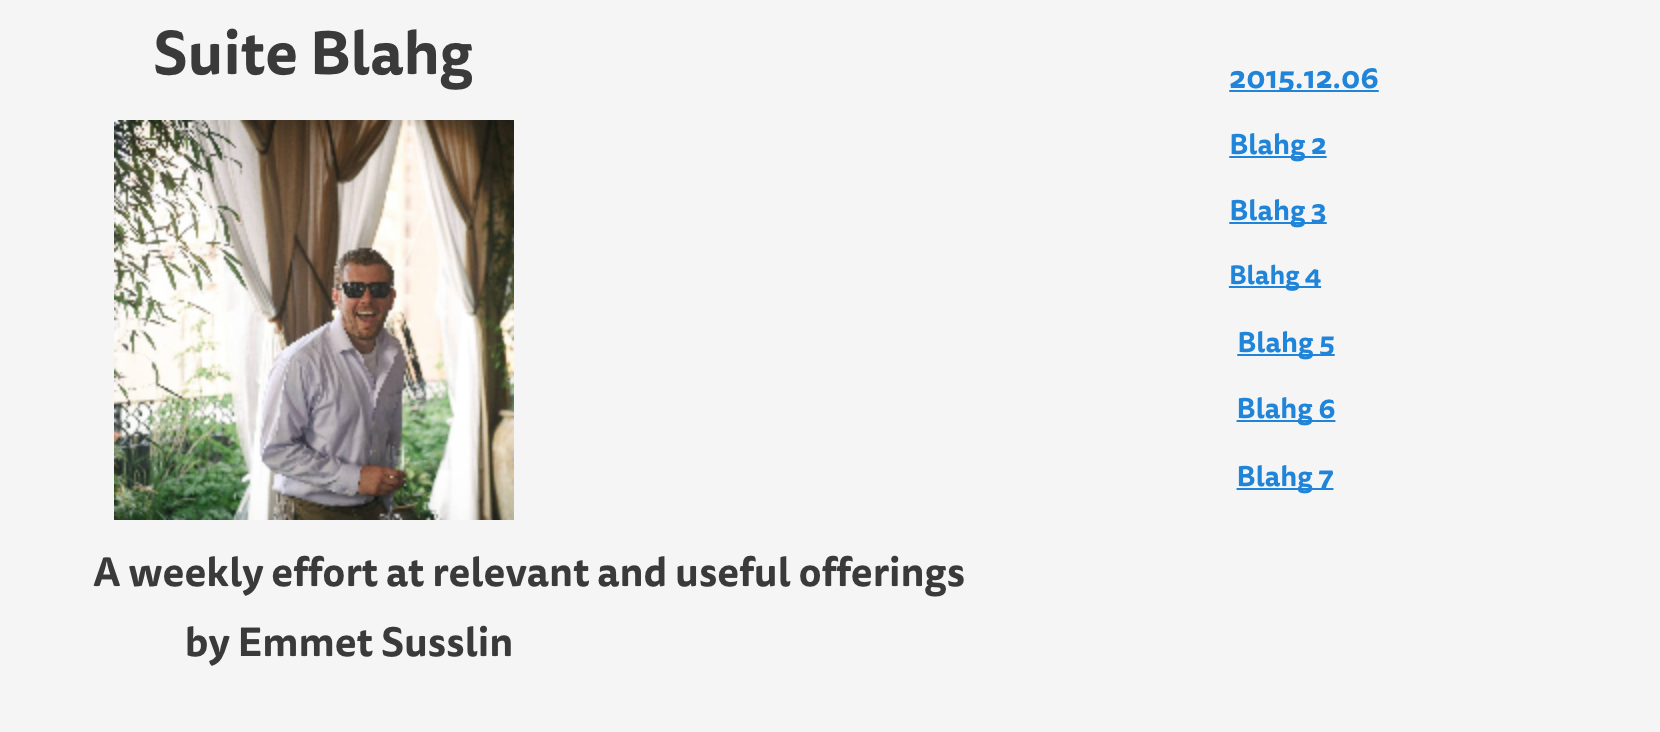 Suite Blahg
2015.12.06
Blahg 2
Blahg 3
Blahg 4
Blahg 5
Blahg 6
Blahg 7
A weekly effort at relevant and useful offerings
by Emmet Susslin